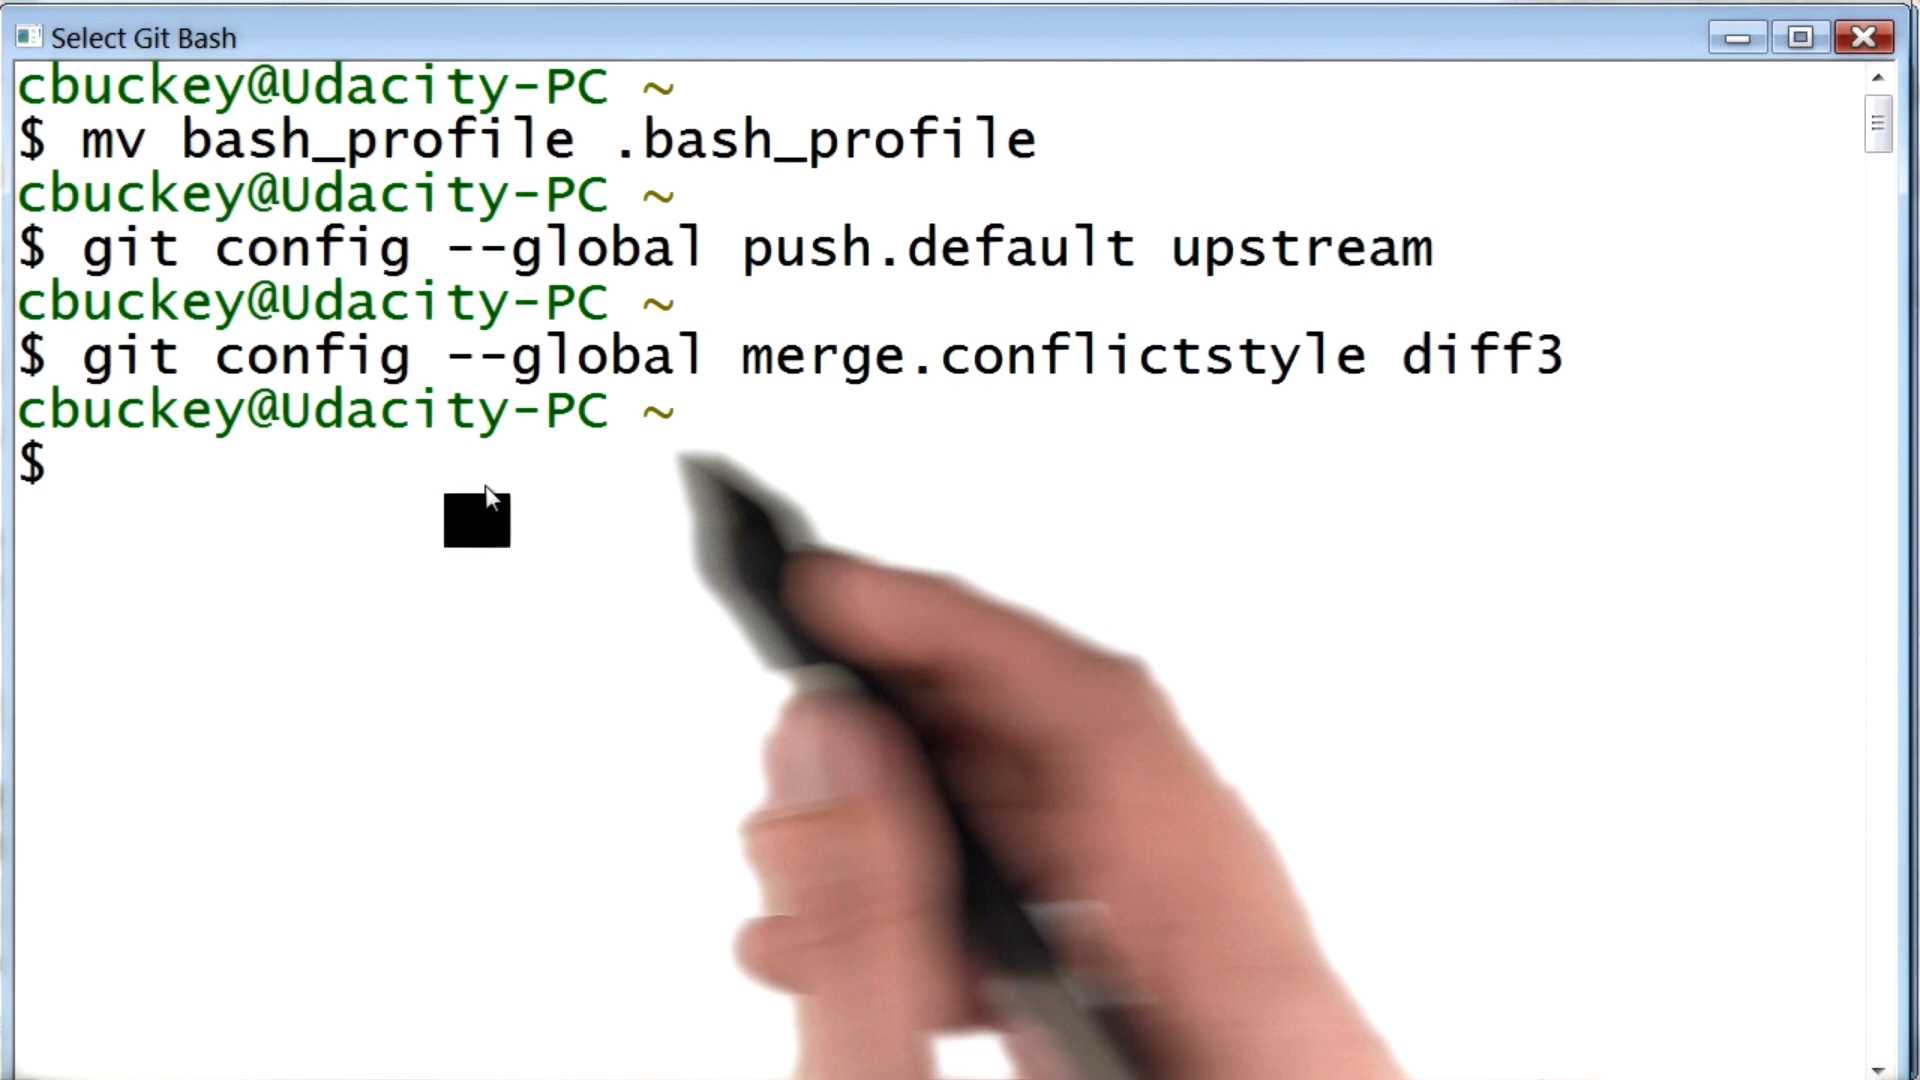 Select Git Bash
cbuckey@Udacity-PC ~
$ mv bash_profile .bash_profile
cbuckey@Udacity-PC ~
$ git config --global push.default upstream
cbuckey@Udacity-PC ~
$ git config --global merge.conflictstyle diff3
cbuckey@Udacity-PC ~
$